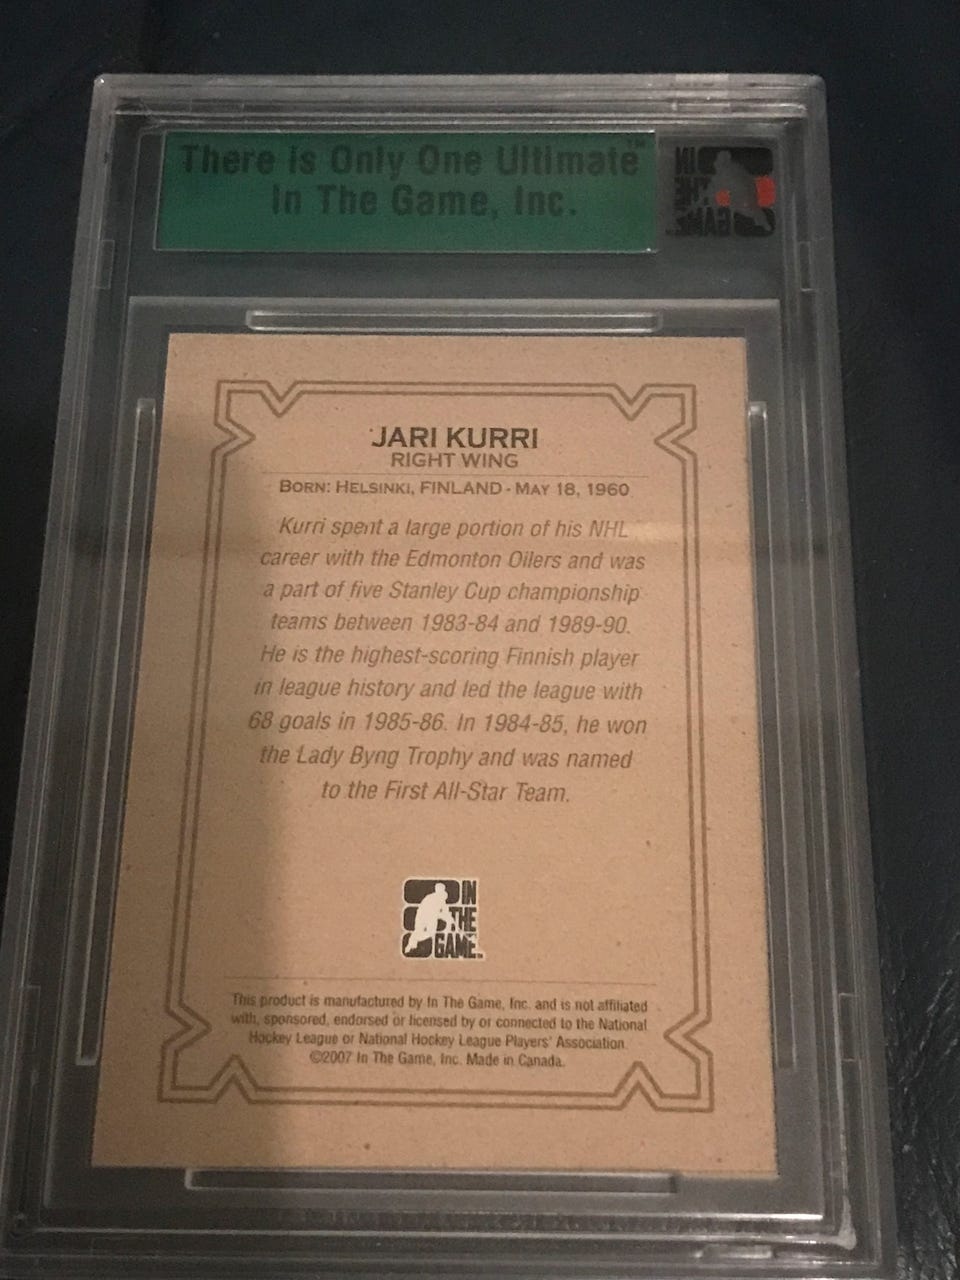 There is Only One Ultimate™
In The Game, Inc.
IN
THE
GAME
JARI KURRI
RIGHT WING
BORN: HELSINKI, FINLAND - MAY 18, 1960
Kurri spent a large portion of his NHL
career with the Edmonton Oilers and was
a part of five Stanley Cup championship
teams between 1983-84 and 1989-90.
He is the highest-scoring Finnish player
in league history and led the league with
68 goals in 1985-86. In 1984-85, he won
the Lady Byng Trophy and was named
to the First All-Star Team.
IN
THE
GAME
This product is manufactured by In The Game, Inc. and is not affiliated
with, sponsored, endorsed or licensed by or connected to the National
Hockey League or National Hockey League Players' Association.
©2007 In The Game, Inc. Made in Canada.